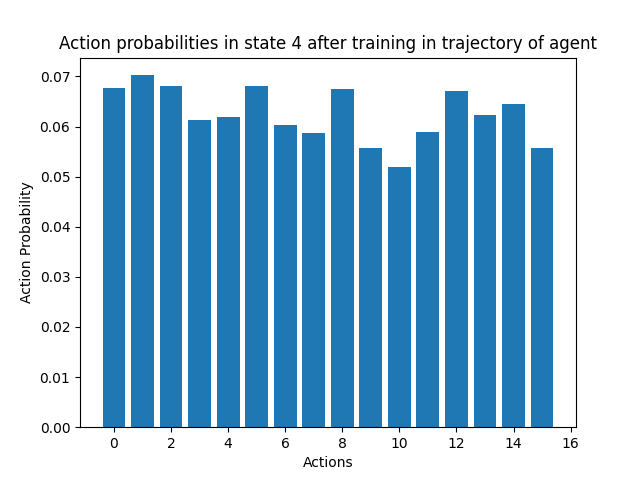 Action probabilities in state 4 after training in trajectory of agent
0.07
0.06
0.05
0.04
0.03
0.02
0.01
0.00
Action Probability
0 2 4 6 8 10 12 14 16
Actions